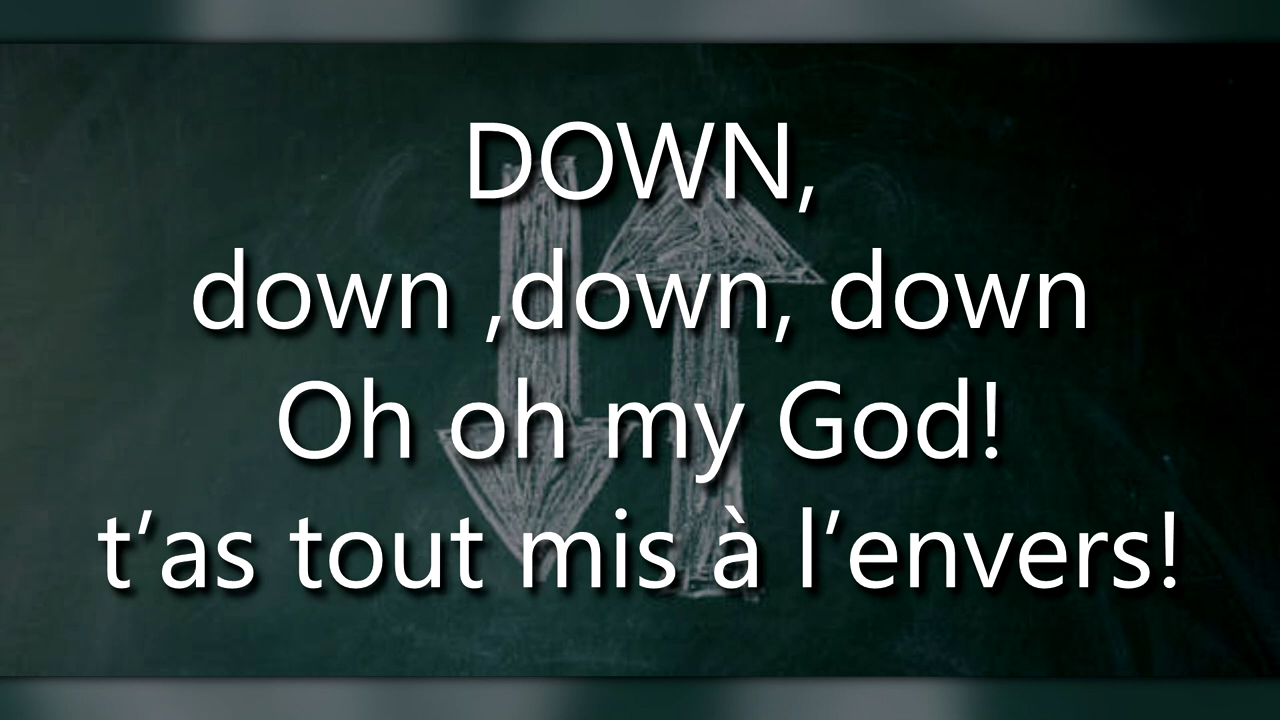 DOWN,
down ,down, down
Oh oh my God!
t’as tout mis à l’envers!